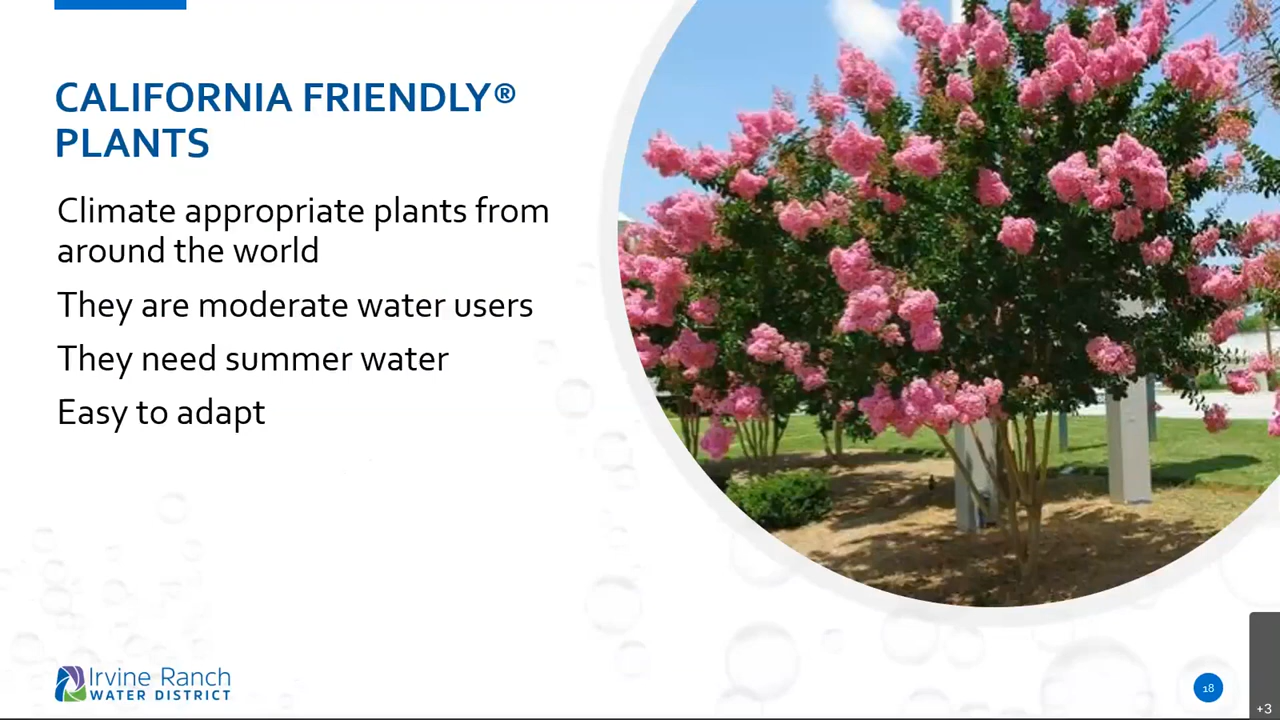 CALIFORNIA FRIENDLY®
PLANTS
Climate appropriate plants from
around the world
They are moderate water users
They need summer water
Easy to adapt
Irvine Ranch
WATER DISTRICT
18
+3